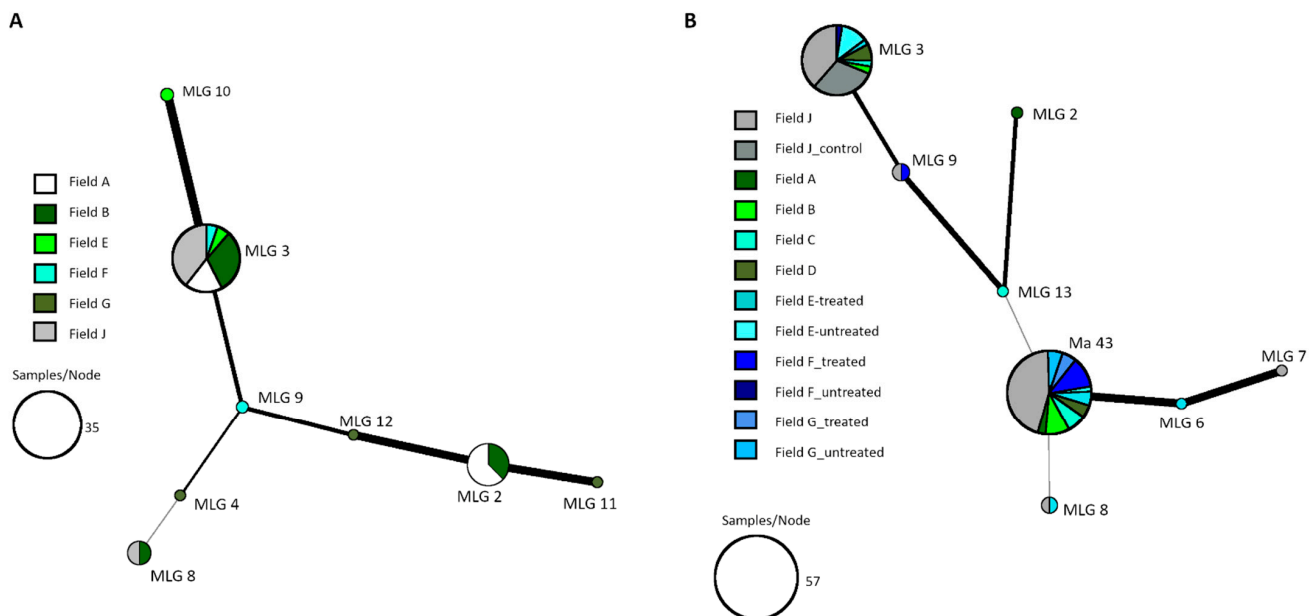 A
MLG 10
Field A
Field B
Field E
Field F
Field G
Field J
MLG 3
Samples/Node
35
MLG 9
MLG 12
MLG 2
MLG 11
MLG 4
MLG 8
B
MLG 3
Field J
Field J_control
Field A
Field B
Field C
Field D
Field E-treated
Field E-untreated
Field F_treated
Field F_untreated
Field G_treated
Field G_untreated
MLG 2
MLG 9
MLG 13
Ma 43
MLG 7
MLG 6
MLG 8
Samples/Node
57